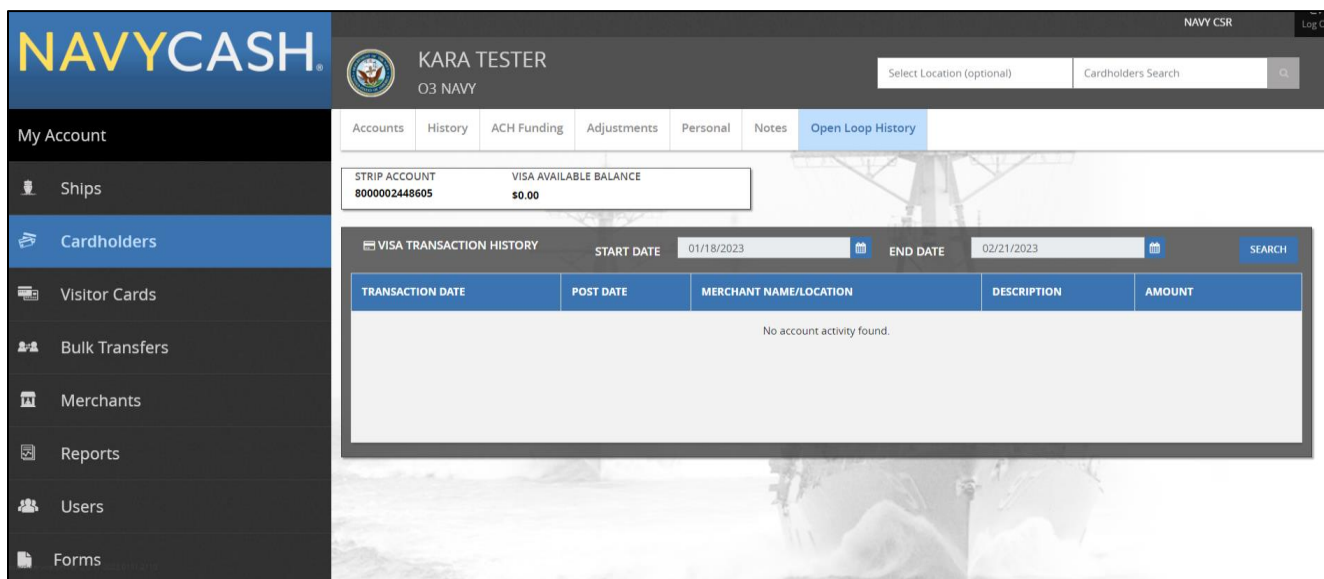 NAVYCASH®
NAVY CSR
KARA TESTER
O3 NAVY
Select Location (optional)
Cardholders Search
My Account
Accounts History ACH Funding Adjustments Personal Notes Open Loop History
Ships
STRIP ACCOUNT VISA AVAILABLE BALANCE
8000002448605 $0.00
Cardholders
VISA TRANSACTION HISTORY START DATE 01/18/2023 END DATE 02/21/2023 SEARCH
Visitor Cards
TRANSACTION DATE POST DATE MERCHANT NAME/LOCATION DESCRIPTION AMOUNT
No account activity found.
Bulk Transfers
Merchants
Reports
Users
Forms